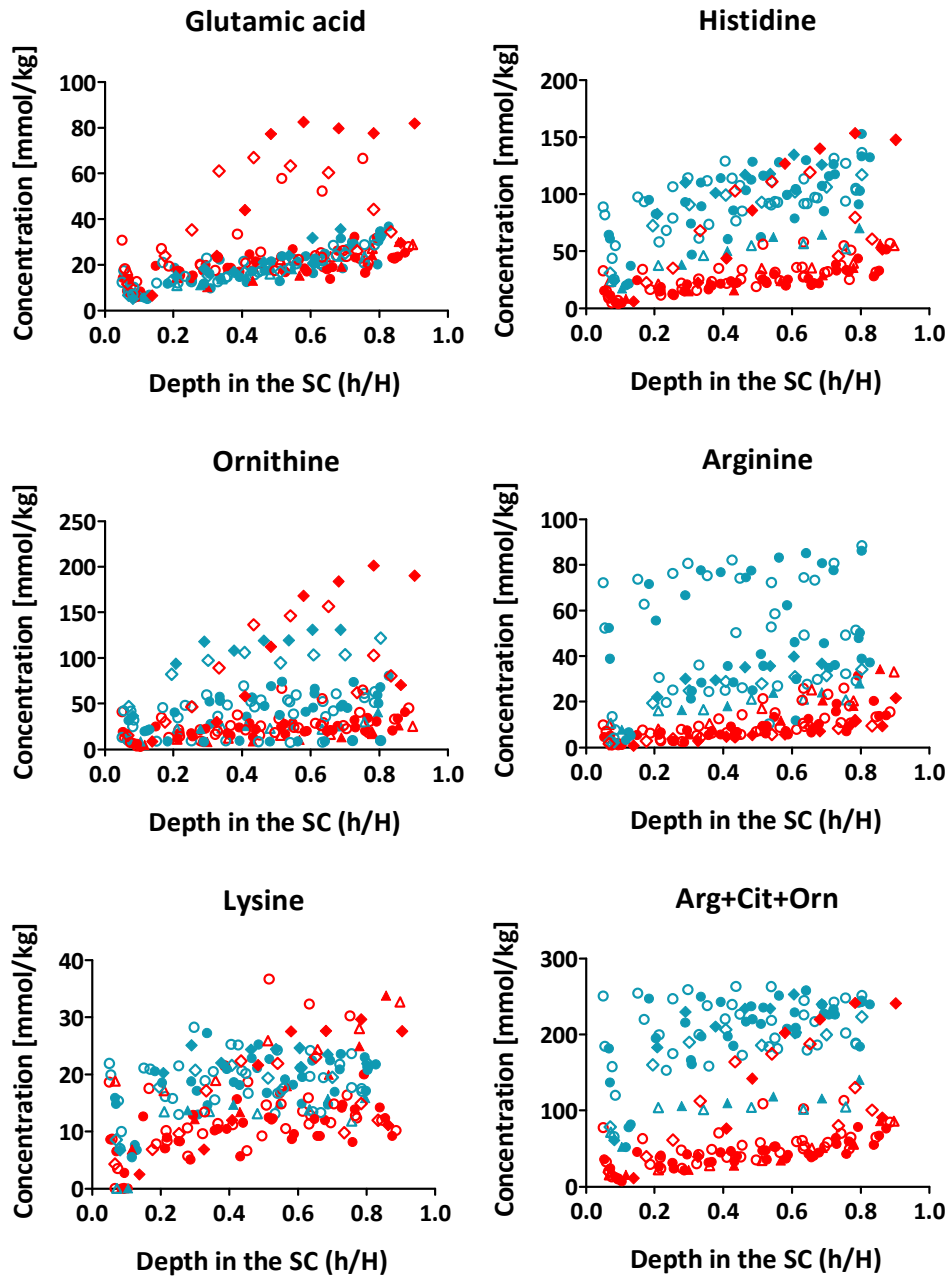 Glutamic acid
Concentration [mmol/kg]
100
80
60
40
20
0
0.0 0.2 0.4 0.6 0.8 1.0
Depth in the SC (h/H)
Histidine
Concentration [mmol/kg]
200
150
100
50
0
0.0 0.2 0.4 0.6 0.8 1.0
Depth in the SC (h/H)
Ornithine
Concentration [mmol/kg]
250
200
150
100
50
0
0.0 0.2 0.4 0.6 0.8 1.0
Depth in the SC (h/H)
Arginine
Concentration [mmol/kg]
100
80
60
40
20
0
0.0 0.2 0.4 0.6 0.8 1.0
Depth in the SC (h/H)
Lysine
Concentration [mmol/kg]
40
30
20
10
0
0.0 0.2 0.4 0.6 0.8 1.0
Depth in the SC (h/H)
Arg+Cit+Orn
Concentration [mmol/kg]
300
200
100
0
0.0 0.2 0.4 0.6 0.8 1.0
Depth in the SC (h/H)